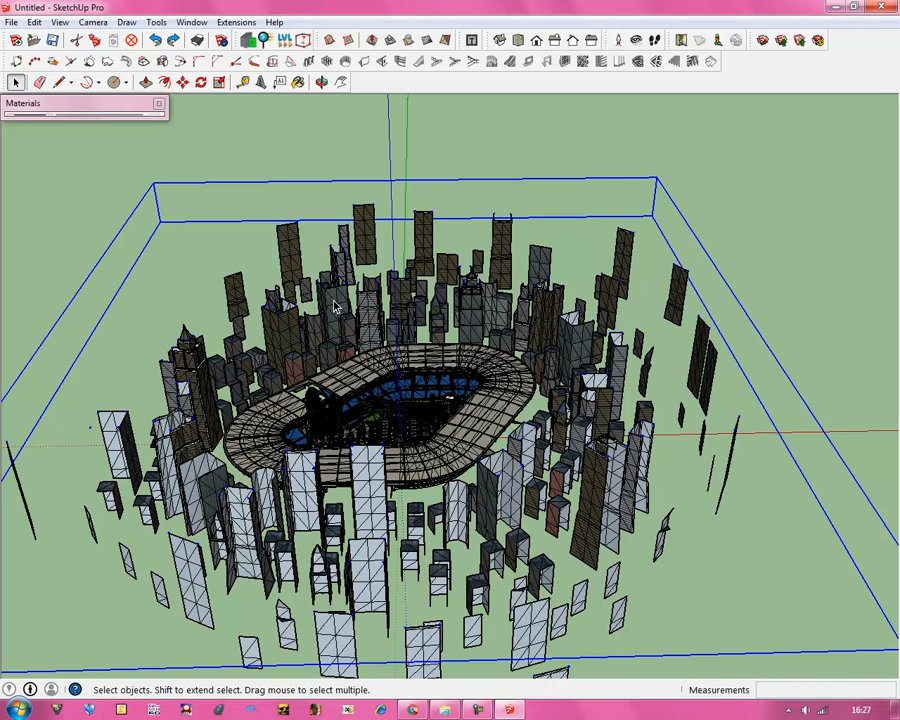 Untitled - SketchUp Pro
File Edit View Camera Draw Tools Window Extensions Help
LVL
Materials
Select objects. Shift to extend select. Drag mouse to select multiple.
Measurements
16:27